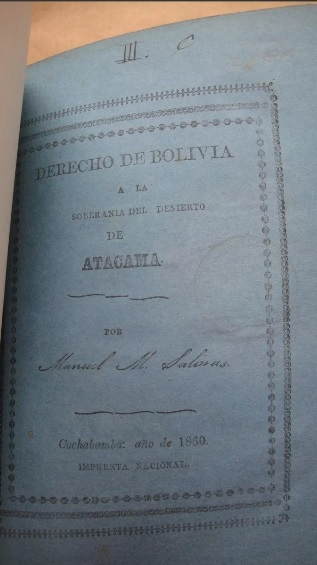 III. C
DERECHO DE BOLIVIA
A LA
SOBERANIA DEL DESIERTO
DE
ATACAMA.
POR
Manuel M. Salinas.
Cochabamba: año de 1860.
IMPRENTA NACIONAL.